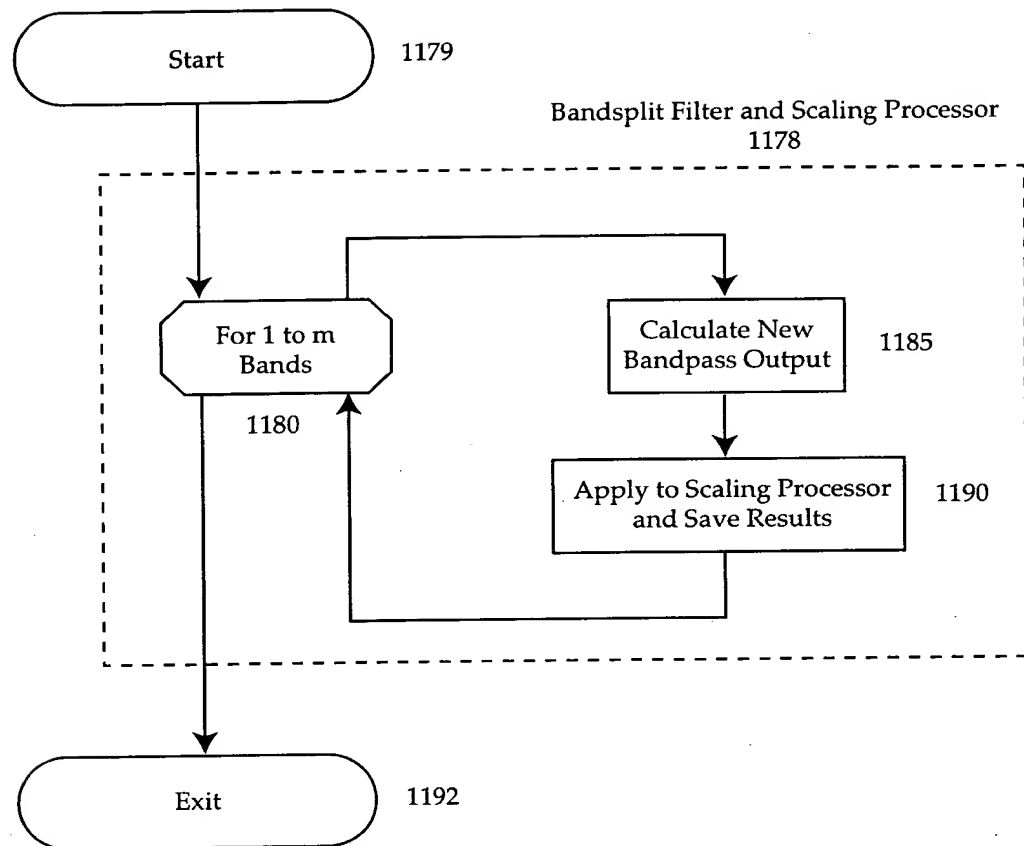 Start
1179
Bandsplit Filter and Scaling Processor
1178
For 1 to m
Bands
1180
Calculate New
Bandpass Output
1185
Apply to Scaling Processor
and Save Results
1190
Exit
1192